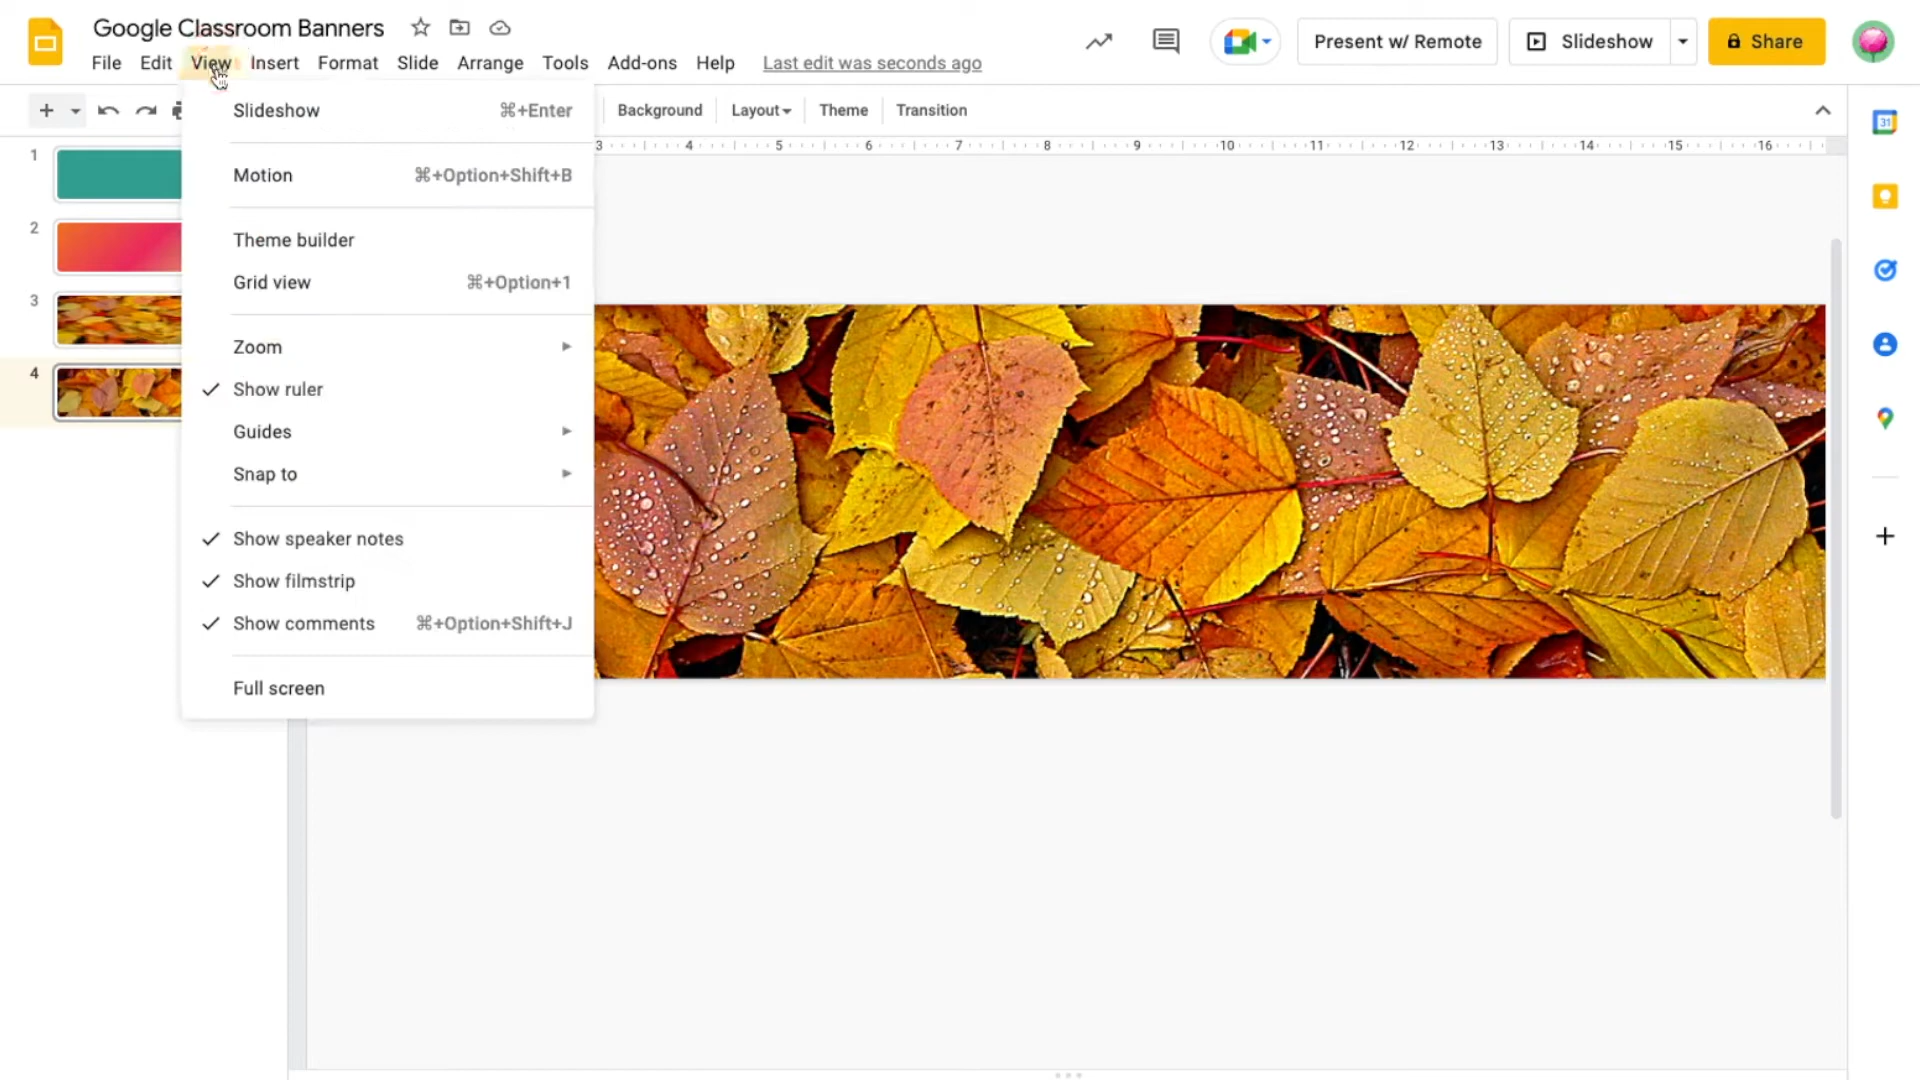 Google Classroom Banners
File Edit View Insert Format Slide Arrange Tools Add-ons Help Last edit was seconds ago
Present w/ Remote
Slideshow
Share
Background Layout Theme Transition
3 4 5 6 7 8 9 10 11 12 13 14 15 16
31
1
2
3
4
Slideshow ⌘+Enter
Motion ⌘+Option+Shift+B
Theme builder
Grid view ⌘+Option+1
Zoom
Show ruler
Guides
Snap to
Show speaker notes
Show filmstrip
Show comments ⌘+Option+Shift+J
Full screen